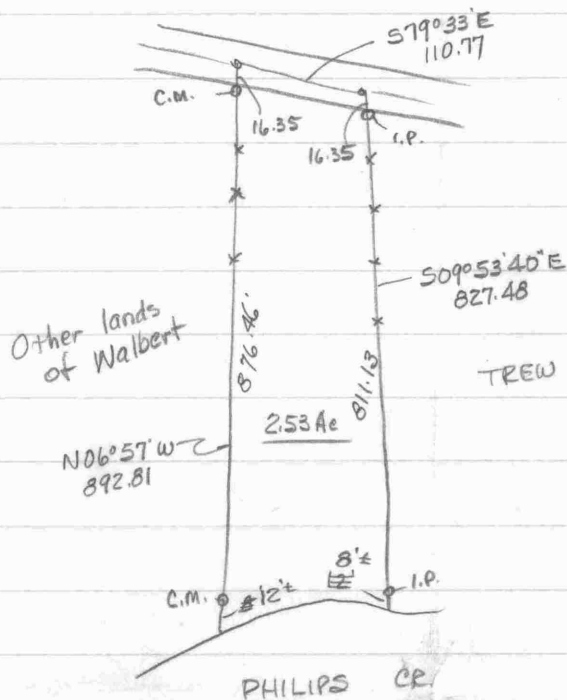 S79°33'E
110.77
C.M.
16.35
16.35
I.P.
S09°53'40"E
827.48
Other lands
of Walbert
876.46'
811.13
TREW
2.53 Ac
N06°57'W
892.81
C.M.
12'±
8'±
I.P.
PHILIPS CR.